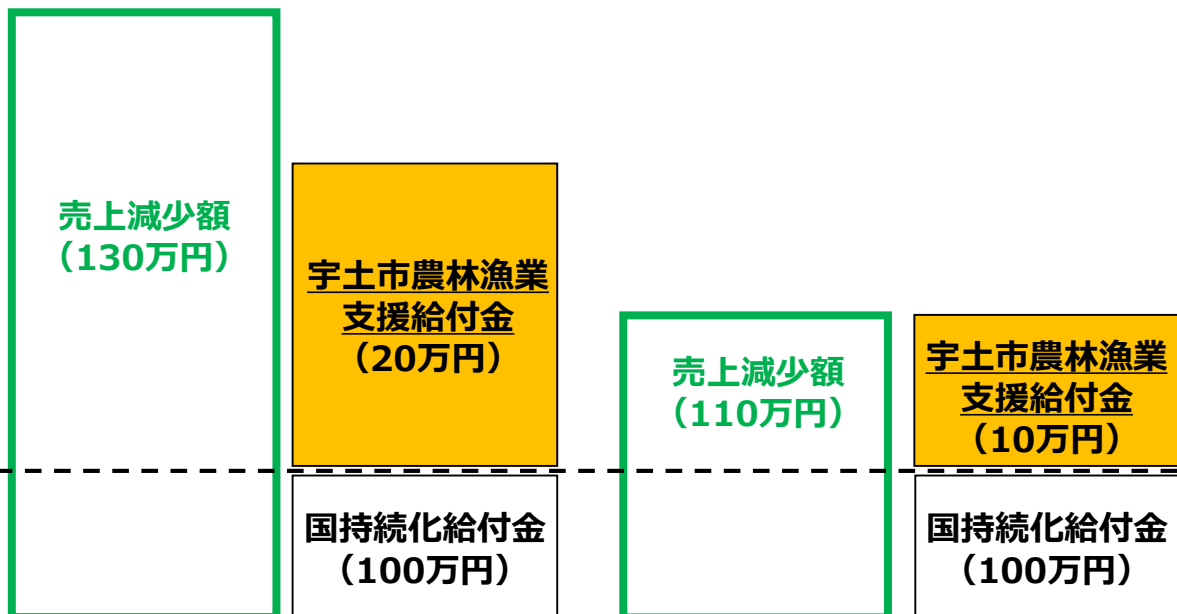 売上減少額
（130万円）
宇土市農林漁業
支援給付金
（20万円）
国持続化給付金
（100万円）
売上減少額
（110万円）
宇土市農林漁業
支援給付金
（10万円）
国持続化給付金
（100万円）